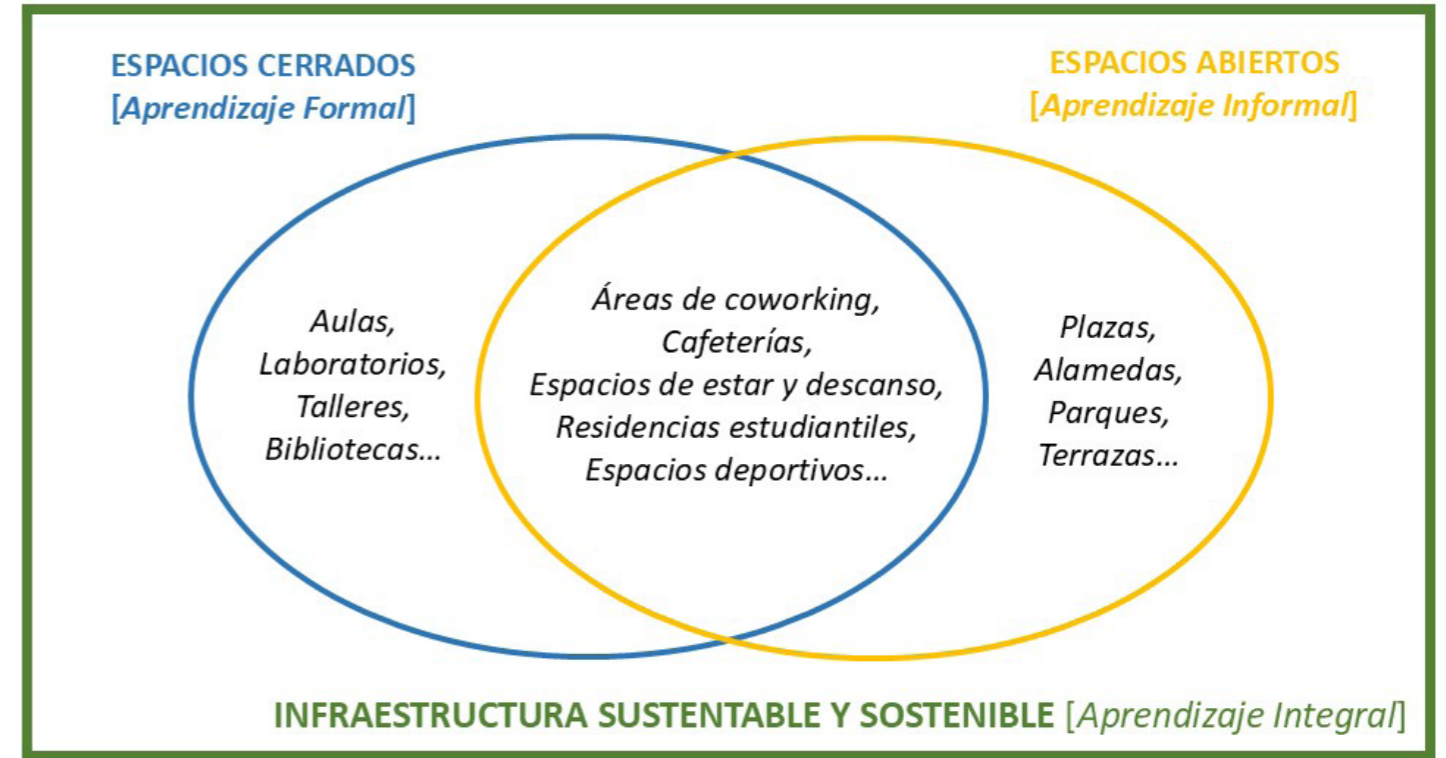 ESPACIOS CERRADOS
[Aprendizaje Formal]
ESPACIOS ABIERTOS
[Aprendizaje Informal]
Aulas,
Laboratorios,
Talleres,
Bibliotecas...
Áreas de coworking,
Cafeterías,
Espacios de estar y descanso,
Residencias estudiantiles,
Espacios deportivos...
Plazas,
Alamedas,
Parques,
Terrazas...
INFRAESTRUCTURA SUSTENTABLE Y SOSTENIBLE [Aprendizaje Integral]